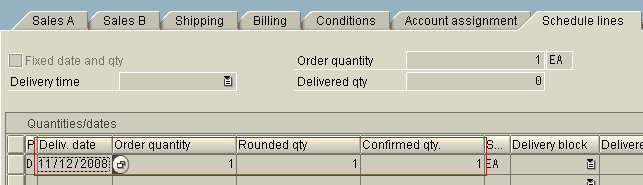 Sales A Sales B Shipping Billing Conditions Account assignment Schedule lines
Fixed date and qty Order quantity 1 EA
Delivery time Delivered qty 0
Quantities/dates
P Deliv. date Order quantity Rounded qty Confirmed qty. S... Delivery block Delivere
D 11/12/2008 1 1 1 EA